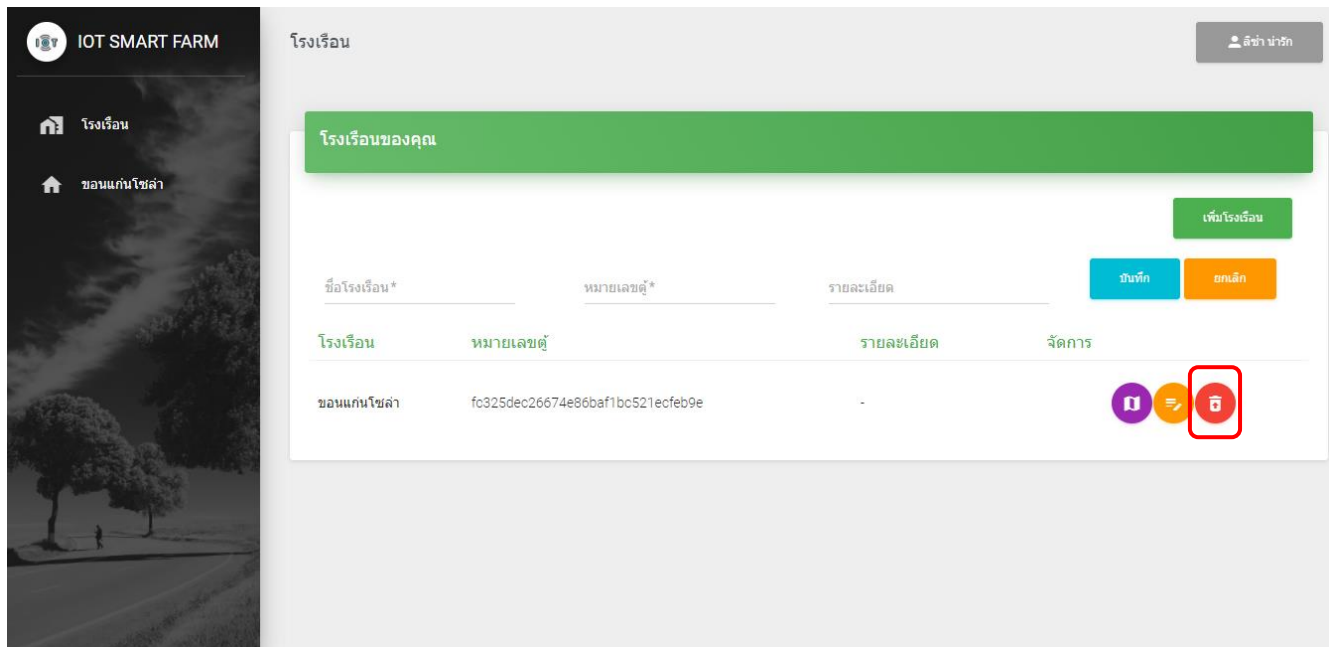 IOT SMART FARM
โรงเรือน
ลิซ่า น่ารัก
โรงเรือน
ขอนแก่นโซล่า
โรงเรือนของคุณ
เพิ่มโรงเรือน
ชื่อโรงเรือน*
หมายเลขตู้*
รายละเอียด
บันทึก
ยกเลิก
โรงเรือน หมายเลขตู้ รายละเอียด จัดการ
ขอนแก่นโซล่า fc325dec26674e86baf1bc521ecfeb9e -